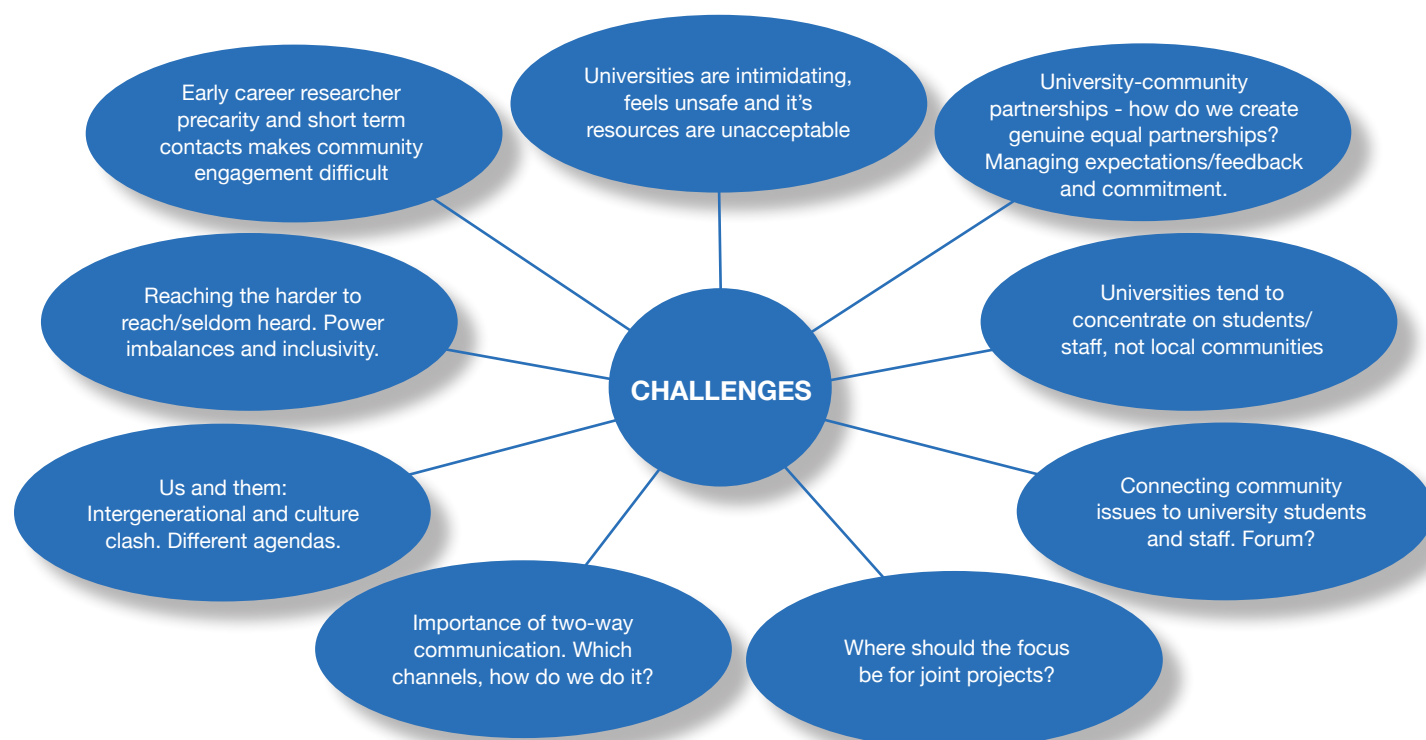 Early career researcher
precarity and short term
contacts makes community
engagement difficult
Universities are intimidating,
feels unsafe and it's
resources are unacceptable
University-community
partnerships - how do we create
genuine equal partnerships?
Managing expectations/feedback
and commitment.
Reaching the harder to
reach/seldom heard. Power
imbalances and inclusivity.
Universities tend to
concentrate on students/
staff, not local communities
CHALLENGES
Us and them:
Intergenerational and culture
clash. Different agendas.
Connecting community
issues to university students
and staff. Forum?
Importance of two-way
communication. Which
channels, how do we do it?
Where should the focus
be for joint projects?